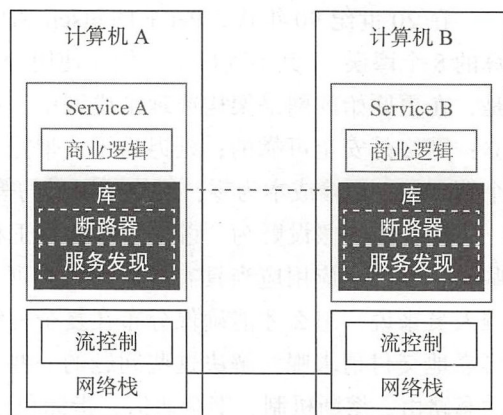 计算机 A
Service A
商业逻辑
库
断路器
服务发现
流控制
网络栈
计算机 B
Service B
商业逻辑
库
断路器
服务发现
流控制
网络栈